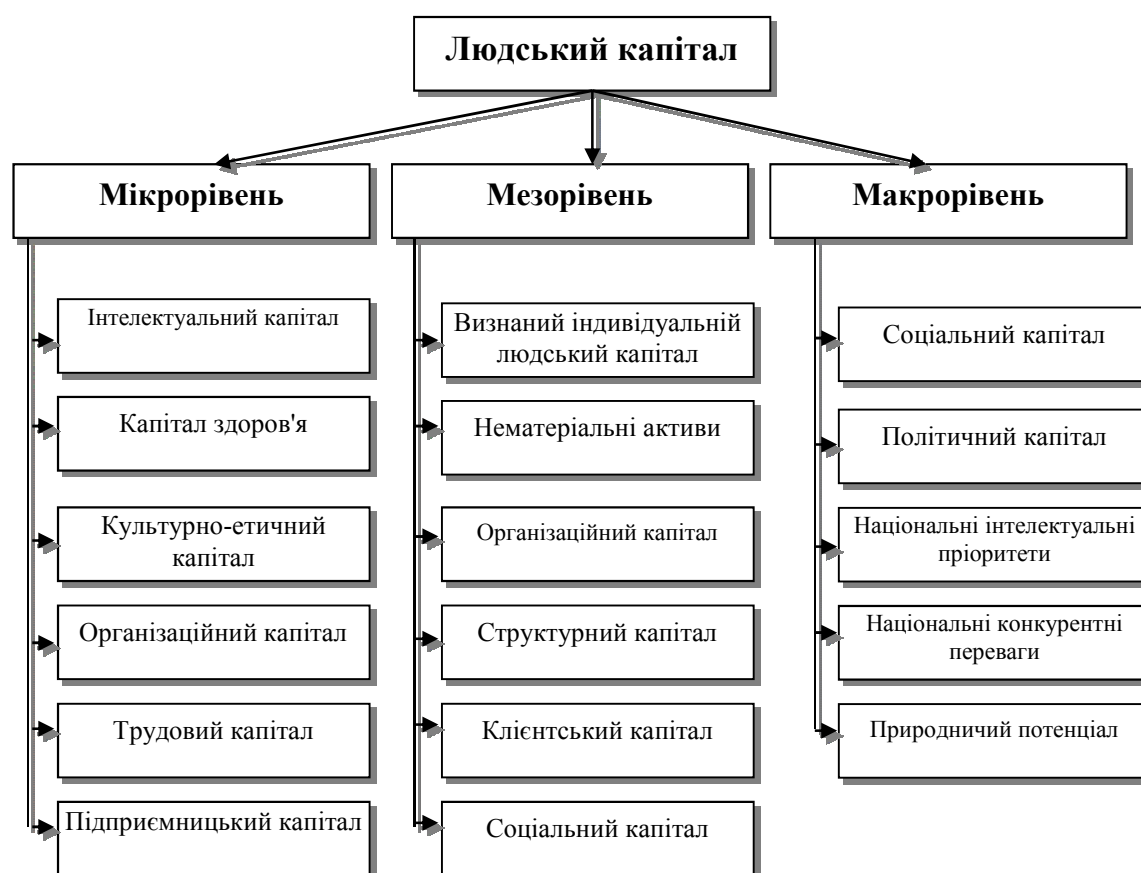 Людський капітал
Мікрорівень
Мезорівень
Макрорівень
Інтелектуальний капітал
Капітал здоров'я
Культурно-етичний
капітал
Організаційний капітал
Трудовий капітал
Підприємницький капітал
Визнаний індивідуальній
людський капітал
Нематеріальні активи
Організаційний капітал
Структурний капітал
Клієнтський капітал
Соціальний капітал
Соціальний капітал
Політичний капітал
Національні інтелектуальні
пріоритети
Національні конкурентні
переваги
Природничий потенціал